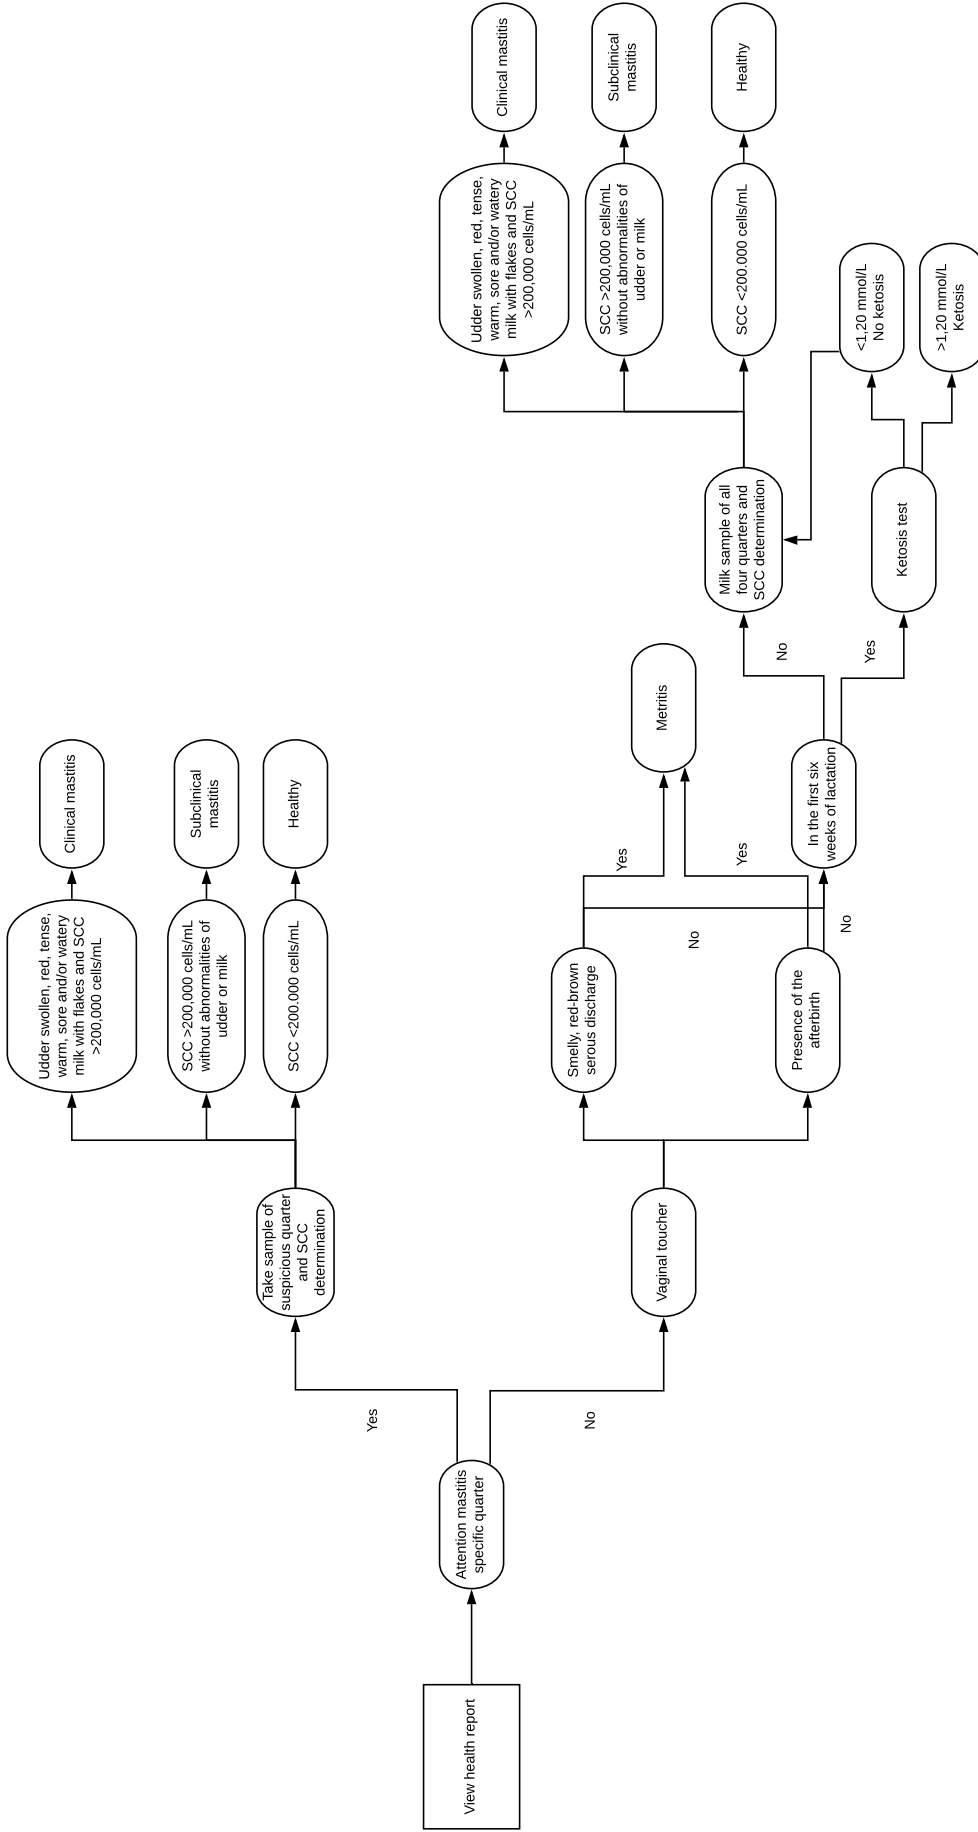 View health report
Attention mastitis
specific quarter
Yes
No
Take sample of
suspicious quarter
and SCC
determination
Udder swollen, red, tense,
warm, sore and/or watery
milk with flakes and SCC
>200,000 cells/mL
Clinical mastitis
SCC >200,000 cells/mL
without abnormalities of
udder or milk
Subclinical
mastitis
SCC <200.000 cells/mL
Healthy
Vaginal toucher
Smelly, red-brown
serous discharge
Presence of the
afterbirth
Yes
No
Yes
No
Metritis
In the first six
weeks of lactation
No
Yes
Milk sample of all
four quarters and
SCC determination
Ketosis test
Udder swollen, red, tense,
warm, sore and/or watery
milk with flakes and SCC
>200,000 cells/mL
Clinical mastitis
SCC >200,000 cells/mL
without abnormalities of
udder or milk
Subclinical
mastitis
SCC <200.000 cells/mL
Healthy
<1,20 mmol/L
No ketosis
>1,20 mmol/L
Ketosis